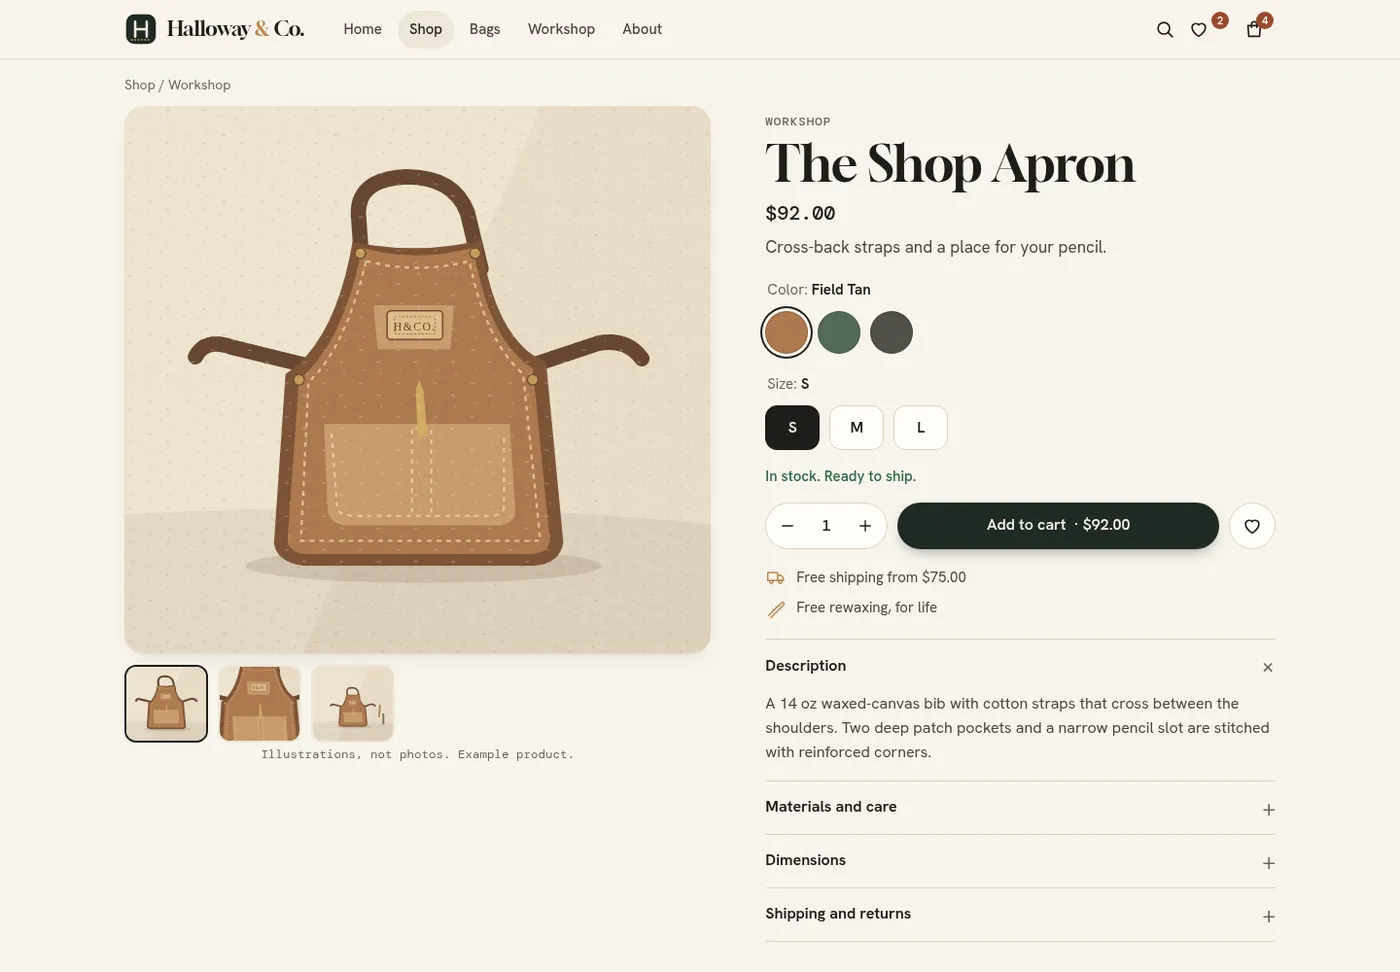 H Halloway & Co.
Home Shop Bags Workshop About
2 4
Shop / Workshop
H&CO.
Illustrations, not photos. Example product.
WORKSHOP
The Shop Apron
$92.00
Cross-back straps and a place for your pencil.
Color: Field Tan
Size: S
S M L
In stock. Ready to ship.
− 1 + Add to cart · $92.00
Free shipping from $75.00
Free rewaxing, for life
Description
A 14 oz waxed-canvas bib with cotton straps that cross between the
shoulders. Two deep patch pockets and a narrow pencil slot are stitched
with reinforced corners.
Materials and care
Dimensions
Shipping and returns